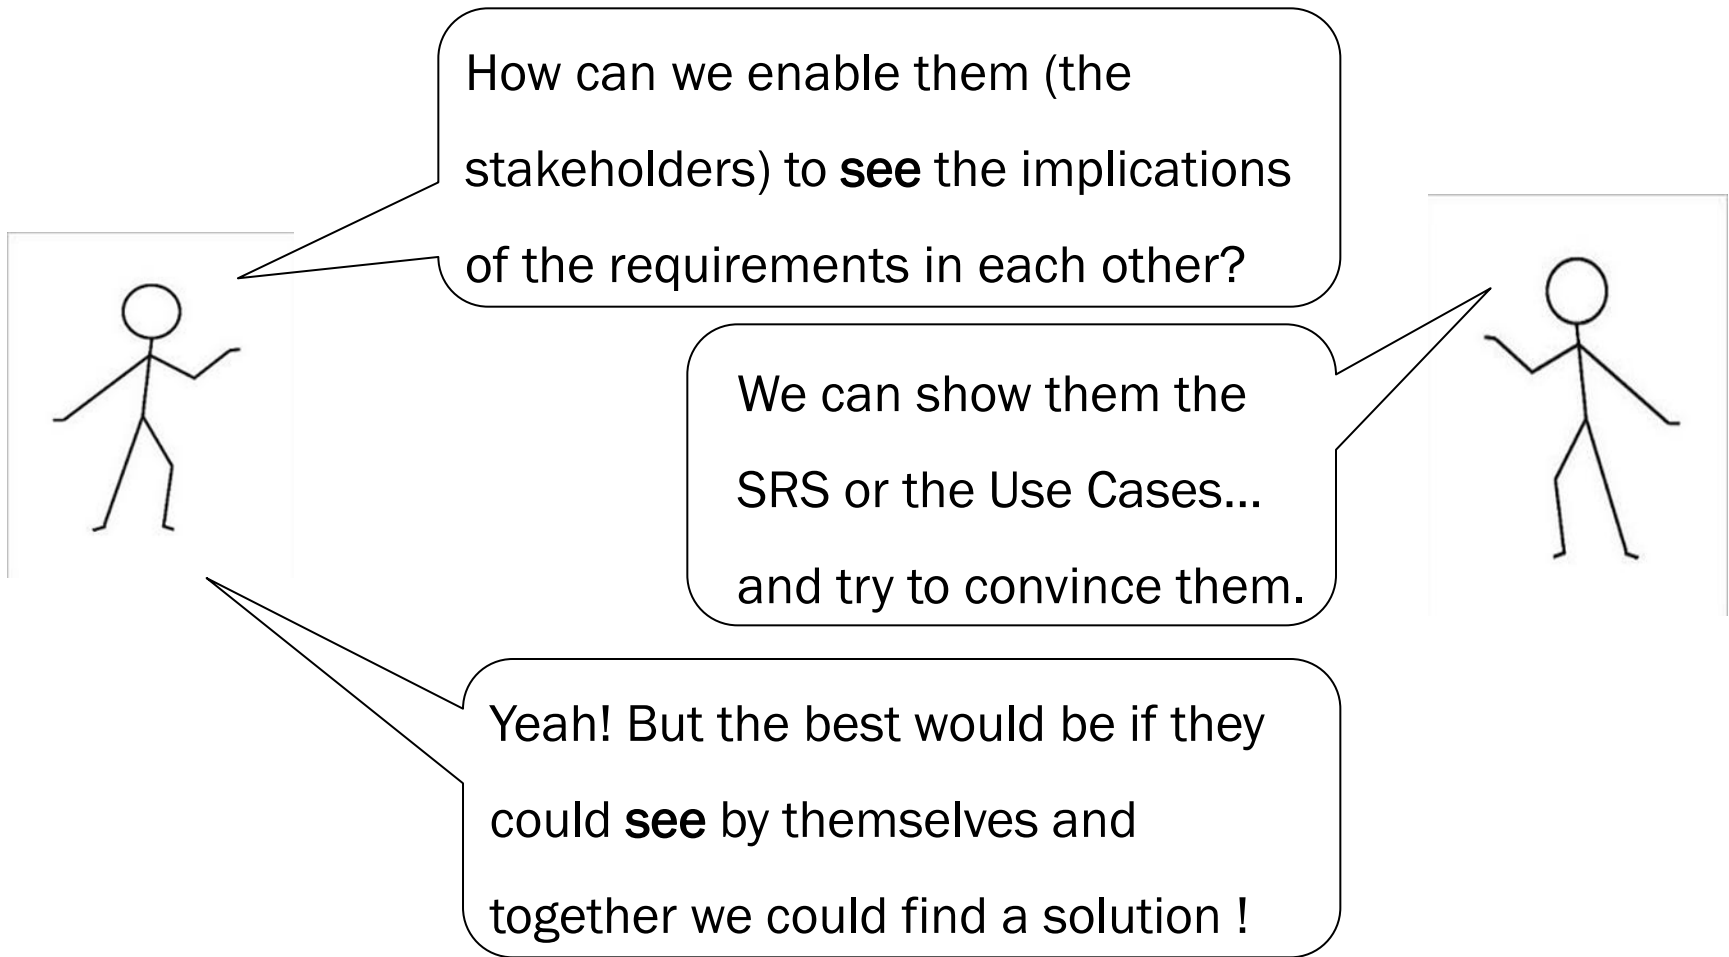 How can we enable them (the
stakeholders) to see the implications
of the requirements in each other?
We can show them the
SRS or the Use Cases...
and try to convince them.
Yeah! But the best would be if they
could see by themselves and
together we could find a solution !